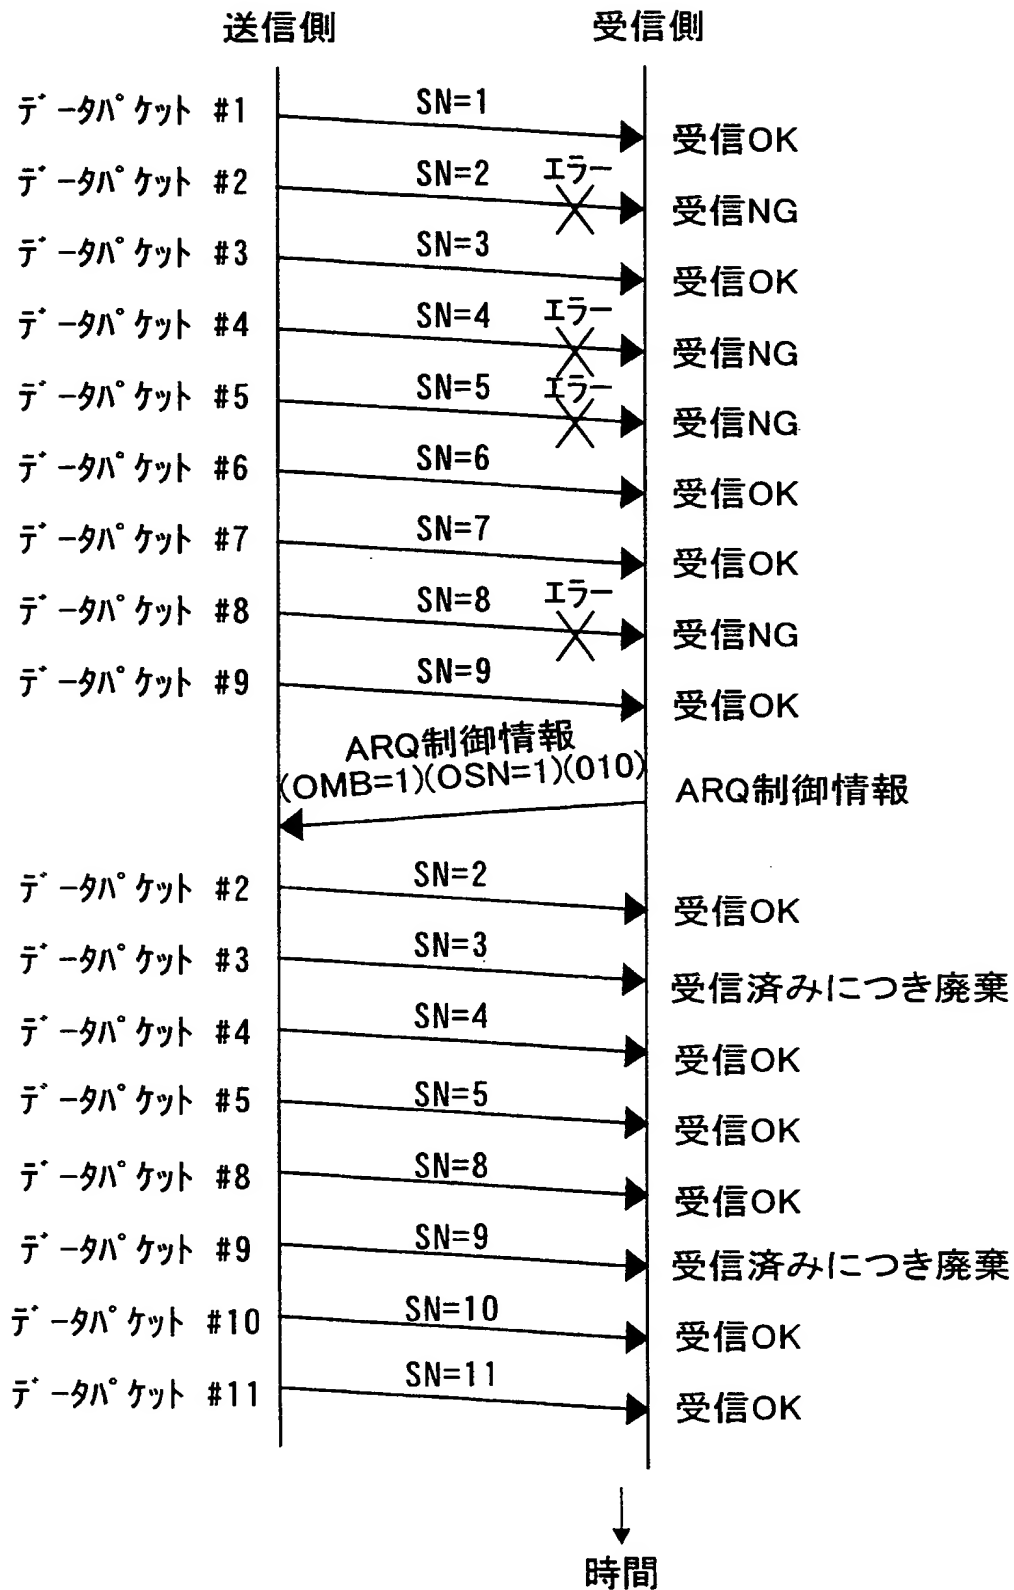 送信側 受信側
データパケット #1 SN=1 受信OK
データパケット #2 SN=2 エラー 受信NG
データパケット #3 SN=3 受信OK
データパケット #4 SN=4 エラー 受信NG
データパケット #5 SN=5 エラー 受信NG
データパケット #6 SN=6 受信OK
データパケット #7 SN=7 受信OK
データパケット #8 SN=8 エラー 受信NG
データパケット #9 SN=9 受信OK
ARQ制御情報
(OMB=1)(OSN=1)(010) ARQ制御情報
データパケット #2 SN=2 受信OK
データパケット #3 SN=3 受信済みにつき廃棄
データパケット #4 SN=4 受信OK
データパケット #5 SN=5 受信OK
データパケット #8 SN=8 受信OK
データパケット #9 SN=9 受信済みにつき廃棄
データパケット #10 SN=10 受信OK
データパケット #11 SN=11 受信OK
時間